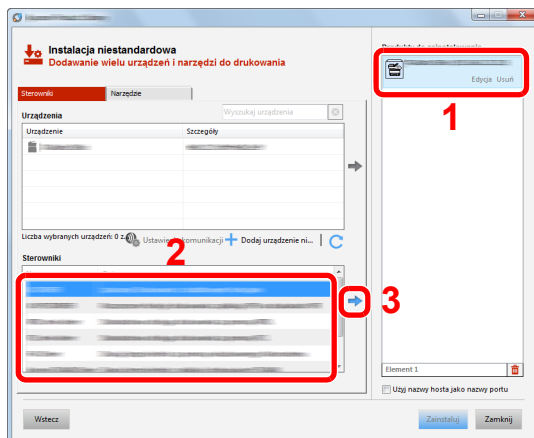 Instalacja niestandardowa
Dodawanie wielu urządzeń i narzędzi do drukowania
Sterowniki Narzędzie
Urządzenia Wyszukaj urządzenia
Urządzenie Szczegóły
Liczba wybranych urządzeń: 0 z
komunikacji Dodaj urządzenie ni...
Sterowniki
2
3
Edycja Usuń
1
Element 1
Użyj nazwy hosta jako nazwy portu
Wstecz Zainstaluj Zamknij